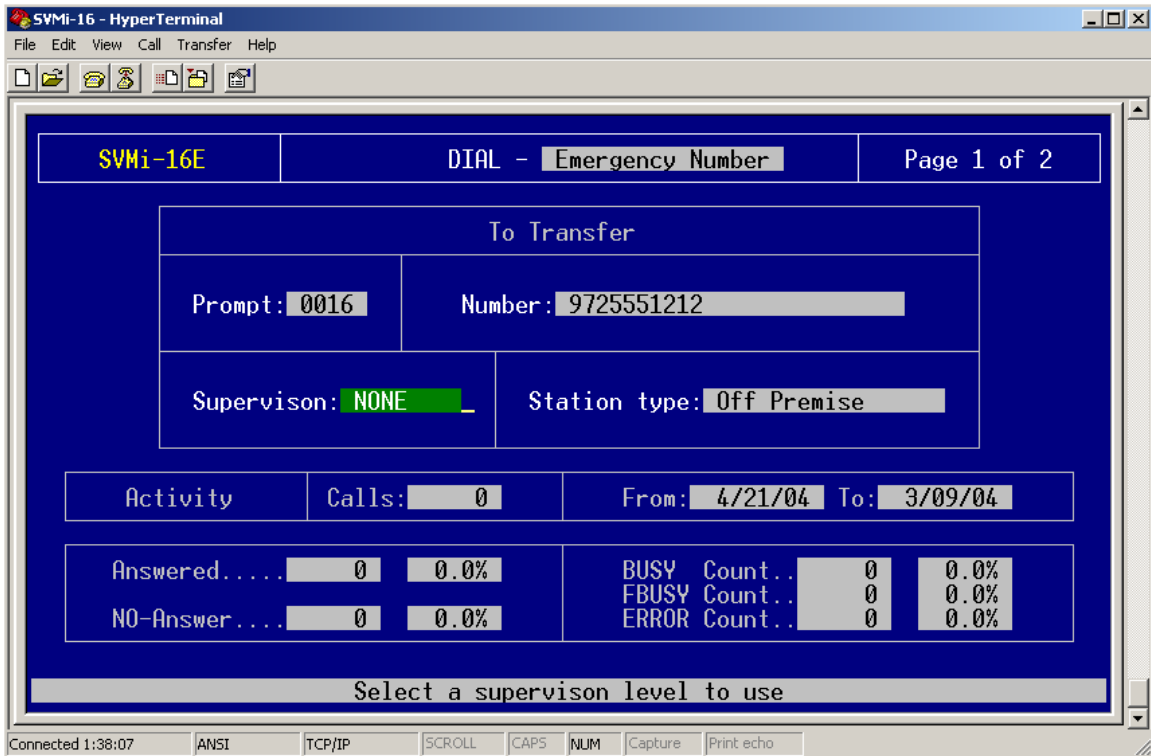 SVMi-16 - HyperTerminal
File Edit View Call Transfer Help
SVMi-16E DIAL - Emergency Number Page 1 of 2
To Transfer
Prompt: 0016 Number: 9725551212
Supervison: NONE _ Station type: Off Premise
Activity Calls: 0 From: 4/21/04 To: 3/09/04
Answered..... 0 0.0% BUSY Count.. 0 0.0%
FBUSY Count.. 0 0.0%
NO-Answer.... 0 0.0% ERROR Count.. 0 0.0%
Select a supervison level to use
Connected 1:38:07 ANSI TCP/IP SCROLL CAPS NUM Capture Print echo